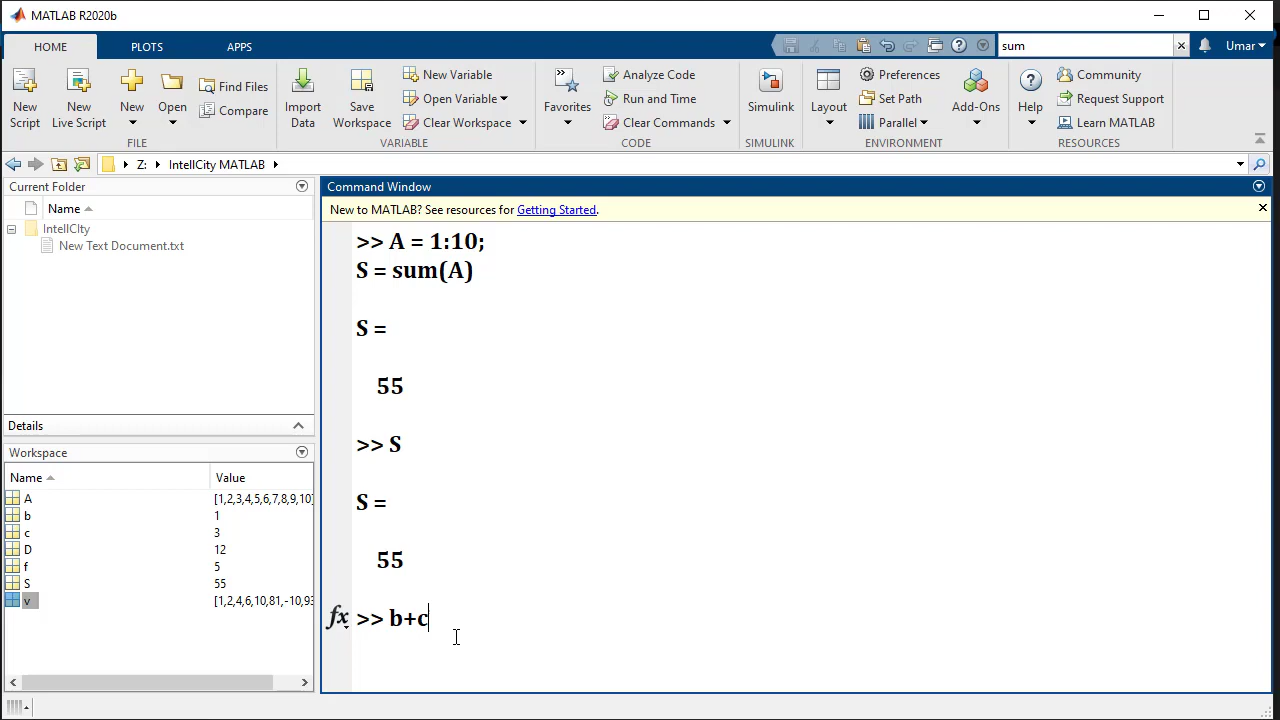 MATLAB R2020b
HOME PLOTS APPS sum Umar
New Script
New Live Script
New
Open
Find Files
Compare
Import Data
Save Workspace
New Variable
Open Variable
Clear Workspace
Favorites
Analyze Code
Run and Time
Clear Commands
Simulink
Layout
Preferences
Set Path
Parallel
Add-Ons
Help
Community
Request Support
Learn MATLAB
FILE VARIABLE CODE SIMULINK ENVIRONMENT RESOURCES
Z: IntellCity MATLAB
Current Folder
Name
IntellCIty
New Text Document.txt
Details
Workspace
Name Value
A [1,2,3,4,5,6,7,8,9,10]
b 1
c 3
D 12
f 5
S 55
v [1,2,4,6,10,81,-10,93
Command Window
New to MATLAB? See resources for Getting Started.
>> A = 1:10;
S = sum(A)
S =
55
>> S
S =
55
fx >> b+c